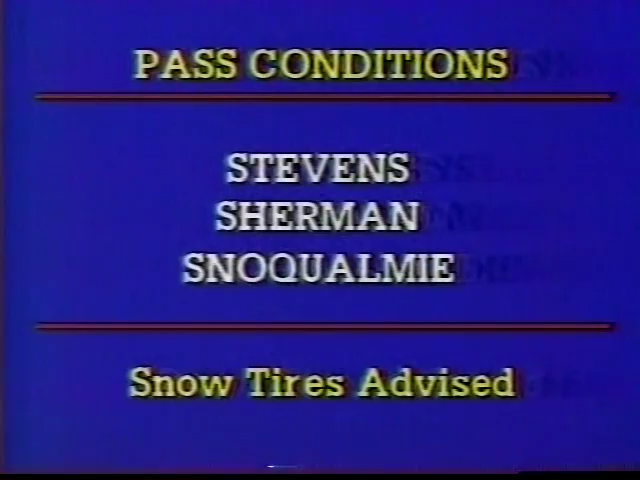 PASS CONDITIONS
STEVENS
SHERMAN
SNOQUALMIE
Snow Tires Advised